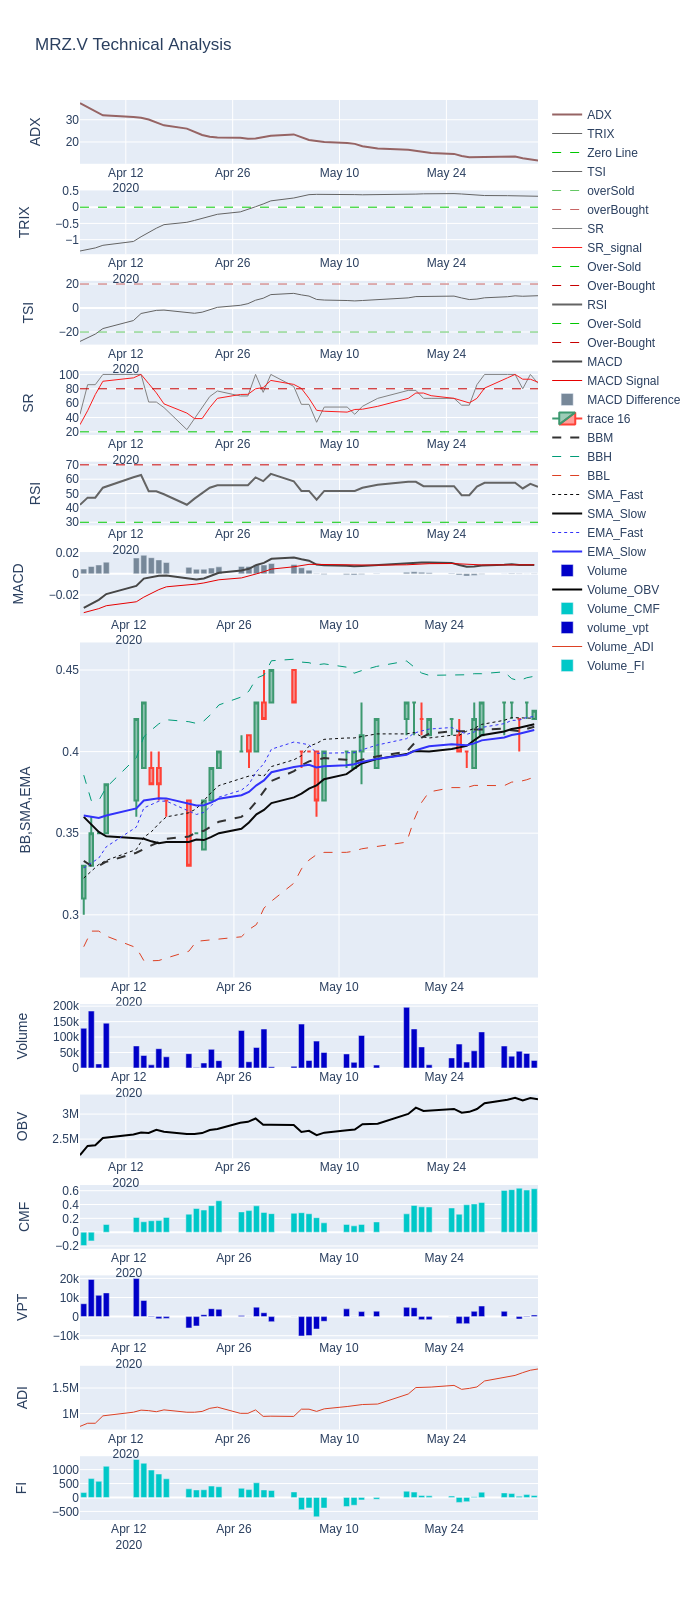 MRZ.V Technical Analysis
ADX
30
20
Apr 12
2020
Apr 26
May 10
May 24
TRIX
0.5
0
−0.5
−1
Apr 12
2020
Apr 26
May 10
May 24
TSI
20
0
−20
Apr 12
2020
Apr 26
May 10
May 24
SR
100
80
60
40
20
Apr 12
2020
Apr 26
May 10
May 24
RSI
70
60
50
40
30
Apr 12
2020
Apr 26
May 10
May 24
MACD
0.02
0
−0.02
Apr 12
2020
Apr 26
May 10
May 24
BB,SMA,EMA
0.45
0.4
0.35
0.3
Apr 12
2020
Apr 26
May 10
May 24
Volume
200k
150k
100k
50k
0
Apr 12
2020
Apr 26
May 10
May 24
OBV
3M
2.5M
Apr 12
2020
Apr 26
May 10
May 24
CMF
0.6
0.4
0.2
0
−0.2
Apr 12
2020
Apr 26
May 10
May 24
VPT
20k
10k
0
−10k
Apr 12
2020
Apr 26
May 10
May 24
ADI
1.5M
1M
Apr 12
2020
Apr 26
May 10
May 24
FI
1000
500
0
−500
Apr 12
2020
Apr 26
May 10
May 24
ADX
TRIX
Zero Line
TSI
overSold
overBought
SR
SR_signal
Over-Sold
Over-Bought
RSI
Over-Sold
Over-Bought
MACD
MACD Signal
MACD Difference
trace 16
BBM
BBH
BBL
SMA_Fast
SMA_Slow
EMA_Fast
EMA_Slow
Volume
Volume_OBV
Volume_CMF
volume_vpt
Volume_ADI
Volume_FI